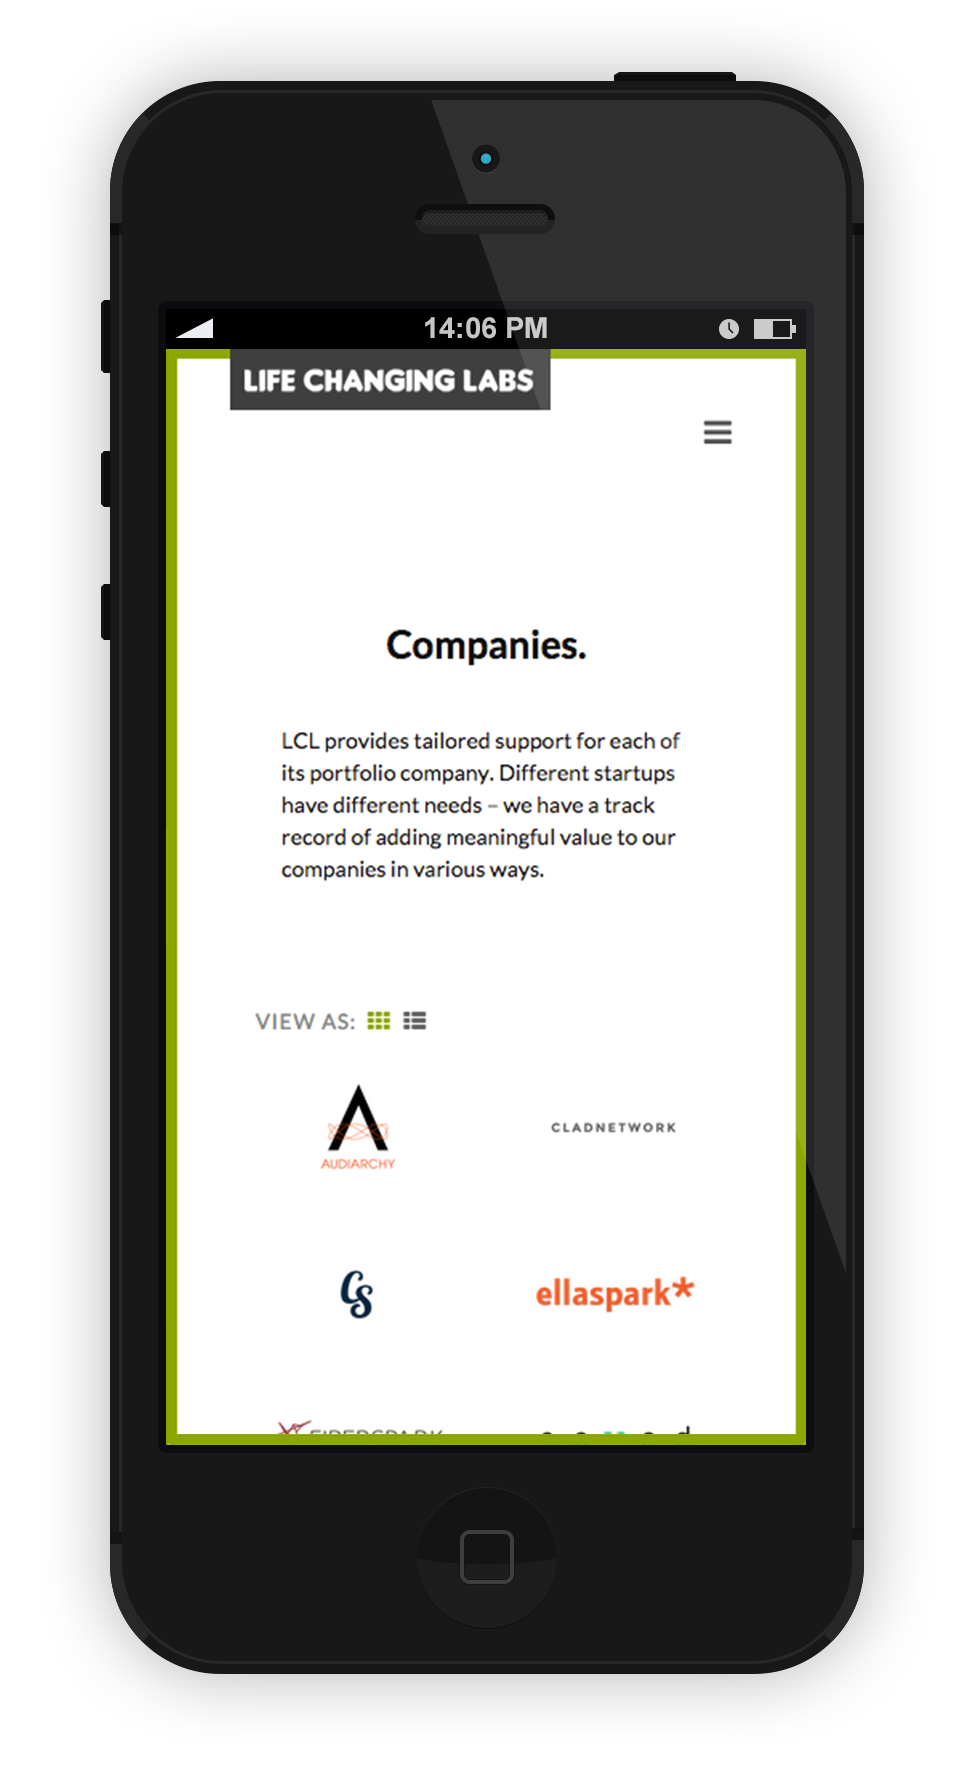 14:06 PM
LIFE CHANGING LABS
Companies.
LCL provides tailored support for each of
its portfolio company. Different startups
have different needs – we have a track
record of adding meaningful value to our
companies in various ways.
VIEW AS:
AUDIARCHY
CLADNETWORK
CS
ellaspark*
FIBERSPARK